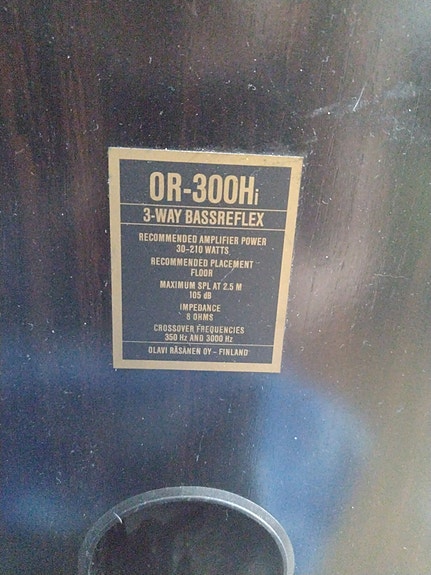 OR-300Hi
3-WAY BASSREFLEX
RECOMMENDED AMPLIFIER POWER
30-210 WATTS
RECOMMENDED PLACEMENT
FLOOR
MAXIMUM SPL AT 2.5 M
105 dB
IMPEDANCE
8 OHMS
CROSSOVER FREQUENCIES
350 Hz AND 3000 Hz
OLAVI RÄSÄNEN OY – FINLAND